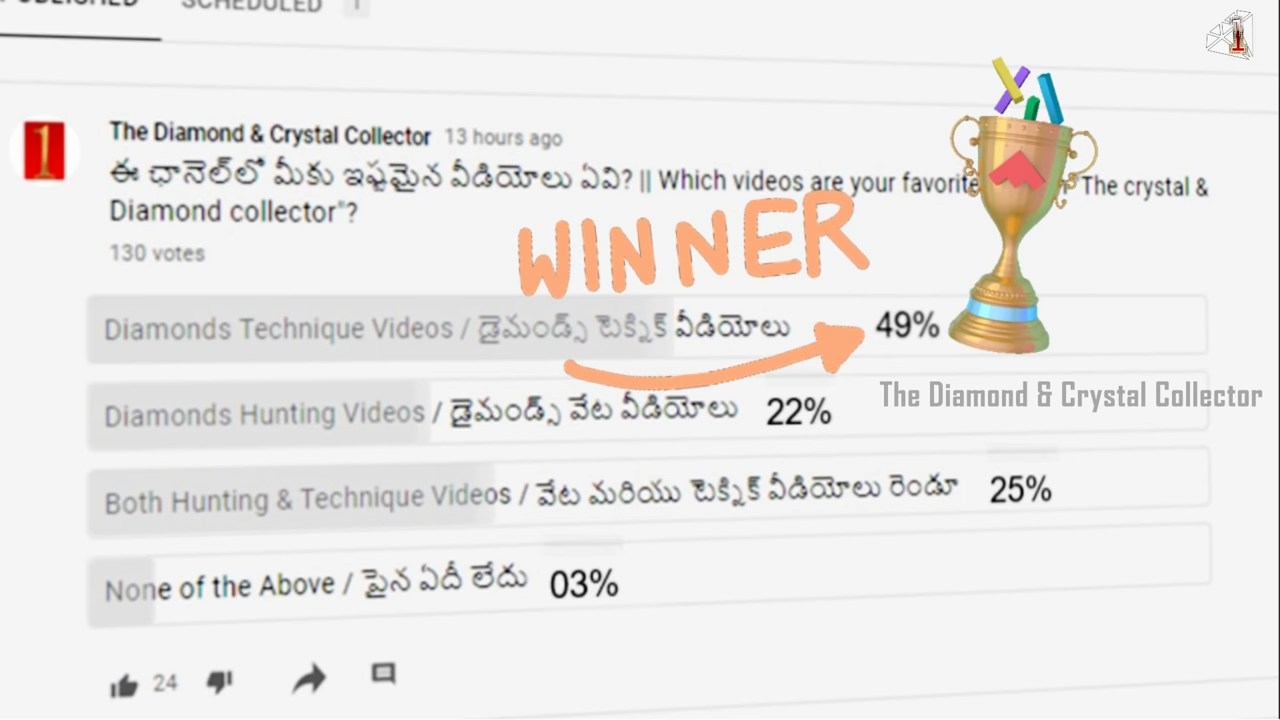 PUBLISHED SCHEDULED 1
The Diamond & Crystal Collector 13 hours ago
ఈ ఛానెల్‌లో మీకు ఇష్టమైన వీడియోలు ఏవి? || Which videos are your favorite The crystal &
Diamond collector"?
130 votes
WINNER
Diamonds Technique Videos / డైమండ్స్ టెక్నిక్ వీడియోలు 49%
The Diamond & Crystal Collector
Diamonds Hunting Videos / డైమండ్స్ వేట వీడియోలు 22%
Both Hunting & Technique Videos / వేట మరియు టెక్నిక్ వీడియోలు రెండూ 25%
None of the Above / పైన ఏదీ లేదు 03%
24